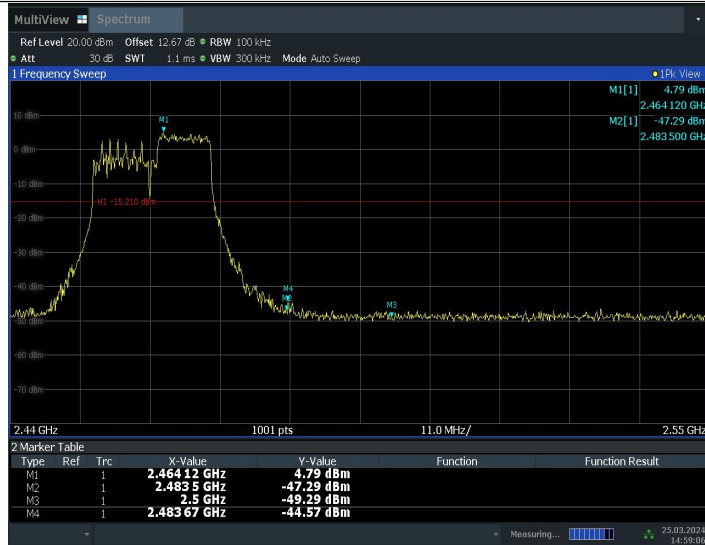 MultiView Spectrum
Ref Level 20.00 dBm Offset 12.67 dB RBW 100 kHz
Att 30 dB SWT 1.1 ms VBW 300 kHz Mode Auto Sweep
1 Frequency Sweep 1Pk View
M1[1] 4.79 dBm
2.464 120 GHz
M2[1] -47.29 dBm
2.483 500 GHz
10 dBm
M1
0 dBm
-10 dBm
H1 -15.210 dBm
-20 dBm
-30 dBm
-40 dBm
M4
M2
M3
-50 dBm
-60 dBm
-70 dBm
2.44 GHz 1001 pts 11.0 MHz/ 2.55 GHz
2 Marker Table
Type Ref Trc X-Value Y-Value Function Function Result
M1 1 2.464 12 GHz 4.79 dBm
M2 1 2.483 5 GHz -47.29 dBm
M3 1 2.5 GHz -49.29 dBm
M4 1 2.483 67 GHz -44.57 dBm
Measuring... 25.03.2024
14:59:06